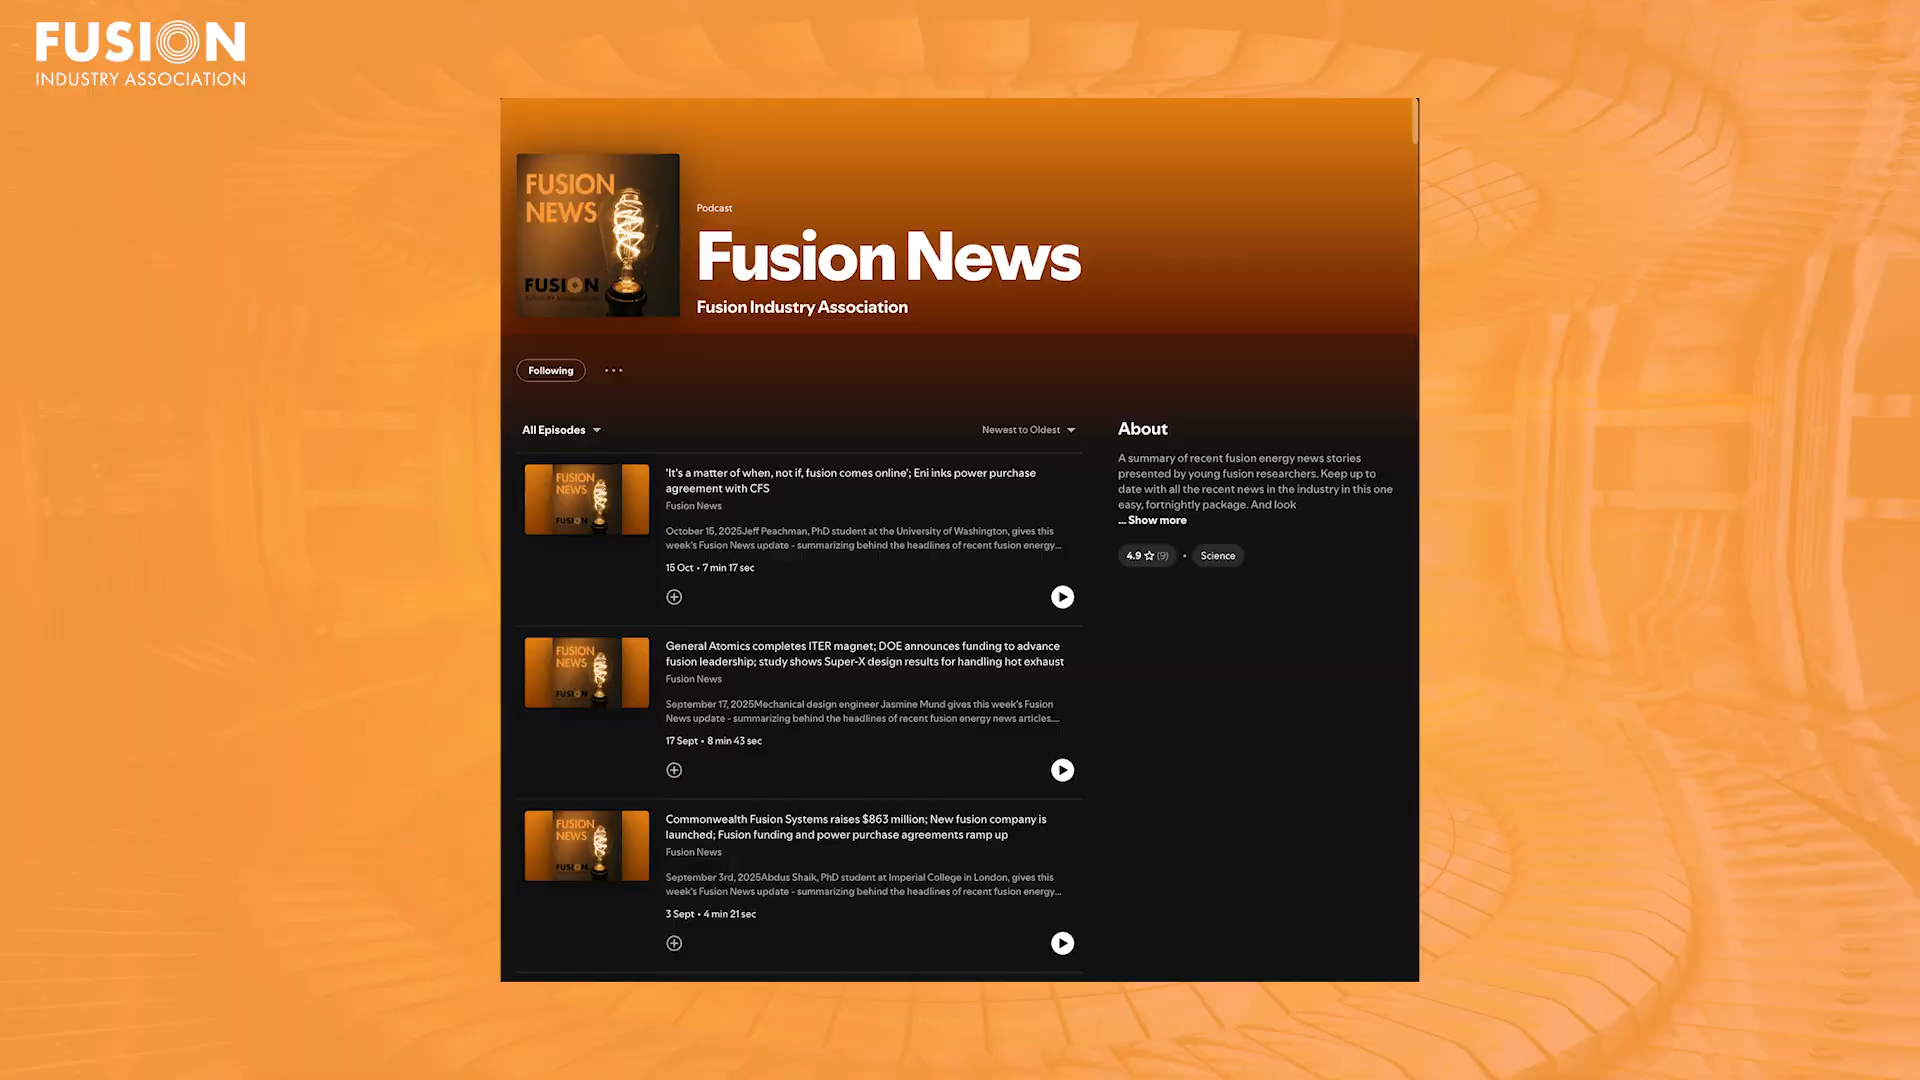 FUSION
INDUSTRY ASSOCIATION
FUSION
NEWS
FUSION
Podcast
Fusion News
Fusion Industry Association
Following
All Episodes
Newest to Oldest
'It's a matter of when, not if, fusion comes online'; Eni inks power purchase
agreement with CFS
Fusion News
October 15, 2025Jeff Peachman, PhD student at the University of Washington, gives this
week's Fusion News update - summarizing behind the headlines of recent fusion energy...
15 Oct • 7 min 17 sec
FUSION
NEWS
FUSION
General Atomics completes ITER magnet; DOE announces funding to advance
fusion leadership; study shows Super-X design results for handling hot exhaust
Fusion News
September 17, 2025Mechanical design engineer Jasmine Mund gives this week's Fusion
News update - summarizing behind the headlines of recent fusion energy news articles....
17 Sept • 8 min 43 sec
FUSION
NEWS
FUSION
Commonwealth Fusion Systems raises $863 million; New fusion company is
launched; Fusion funding and power purchase agreements ramp up
Fusion News
September 3rd, 2025Abdus Shaik, PhD student at Imperial College in London, gives this
week's Fusion News update - summarizing behind the headlines of recent fusion energy...
3 Sept • 4 min 21 sec
FUSION
NEWS
FUSION
About
A summary of recent fusion energy news stories
presented by young fusion researchers. Keep up to
date with all the recent news in the industry in this one
easy, fortnightly package. And look
... Show more
4.9 (9) • Science